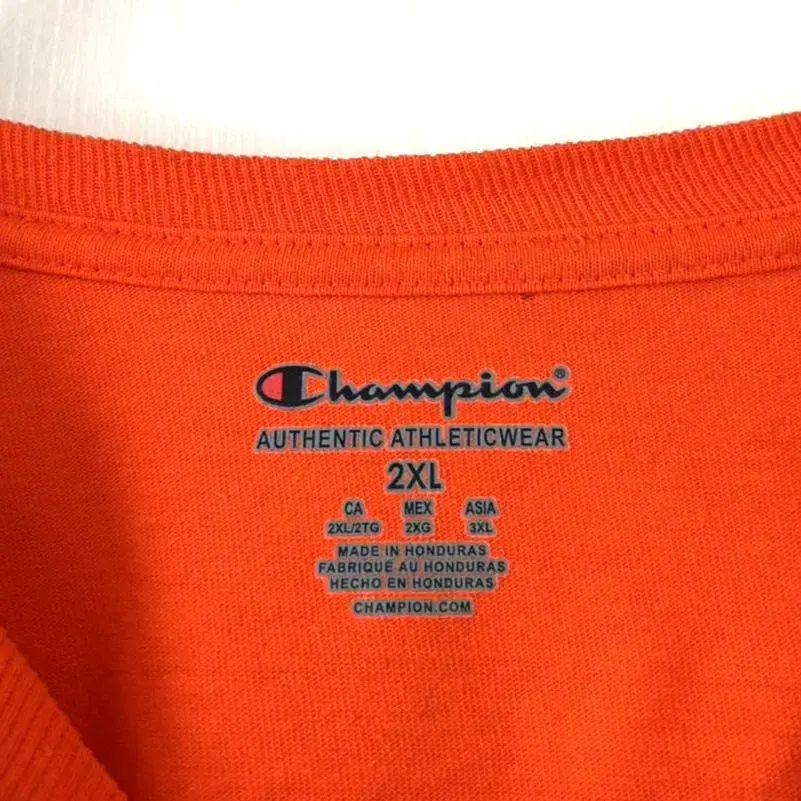 Champion®
AUTHENTIC ATHLETICWEAR
2XL
CA MEX ASIA
2XL/2TG 2XG 3XL
MADE IN HONDURAS
FABRIQUÉ AU HONDURAS
HECHO EN HONDURAS
CHAMPION.COM